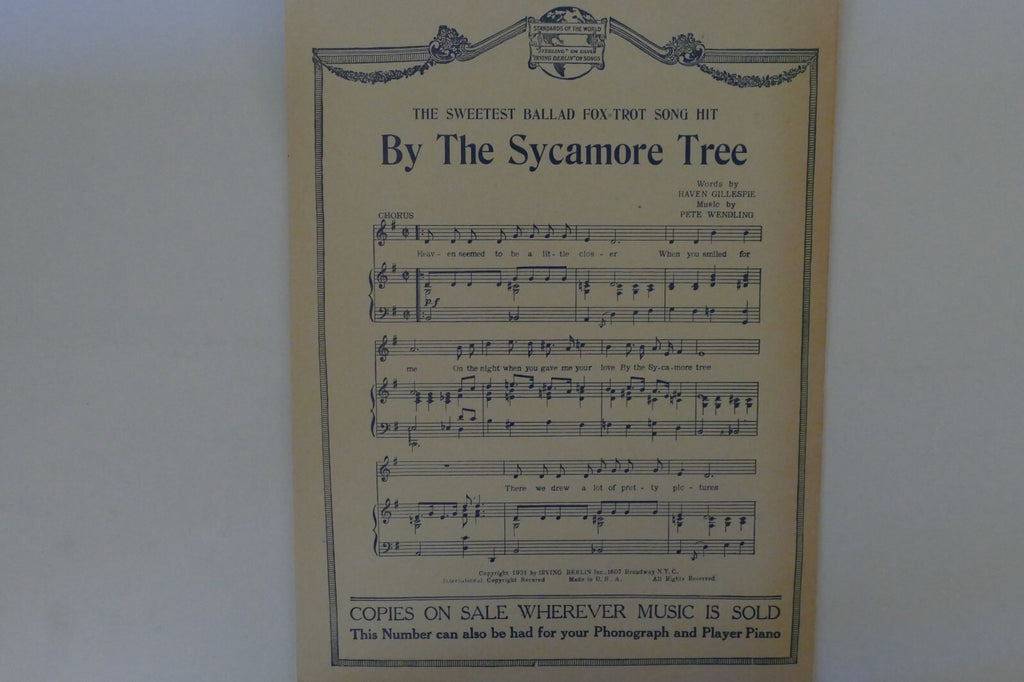 STANDARDS OF THE WORLD
"STERLING" ON SILVER
"IRVING BERLIN" ON SONGS
THE SWEETEST BALLAD FOX-TROT SONG HIT
By The Sycamore Tree
Words by
HAVEN GILLESPIE
Music by
PETE WENDLING
CHORUS
Heav - en seemed to be a lit - tle clos - er When you smiled for
p-f
me On the night when you gave me your love By the Sy-ca-more tree
There we drew a lot of pret - ty pic - tures
Copyright 1931 by IRVING BERLIN Inc., 1607 Broadway N.Y.C.
International Copyright Secured Made in U. S. A. All Rights Reserved
COPIES ON SALE WHEREVER MUSIC IS SOLD
This Number can also be had for your Phonograph and Player Piano